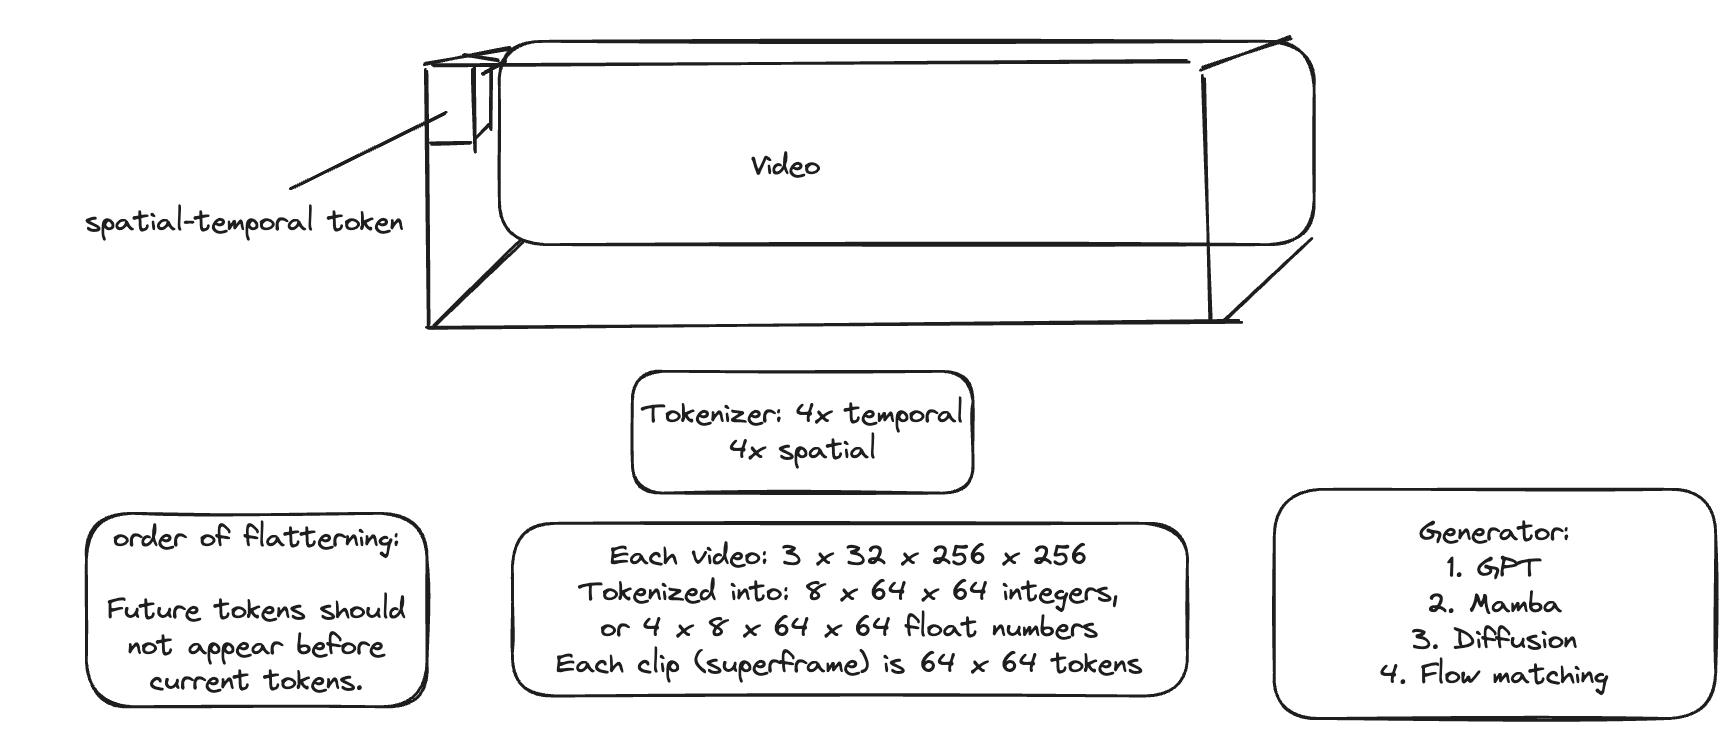 Video
spatial-temporal token
Tokenizer: 4x temporal
4x spatial
order of flatterning:
Future tokens should
not appear before
current tokens.
Each video: 3 x 32 x 256 x 256
Tokenized into: 8 x 64 x 64 integers,
or 4 x 8 x 64 x 64 float numbers
Each clip (superframe) is 64 x 64 tokens
Generator:
1. GPT
2. Mamba
3. Diffusion
4. Flow matching